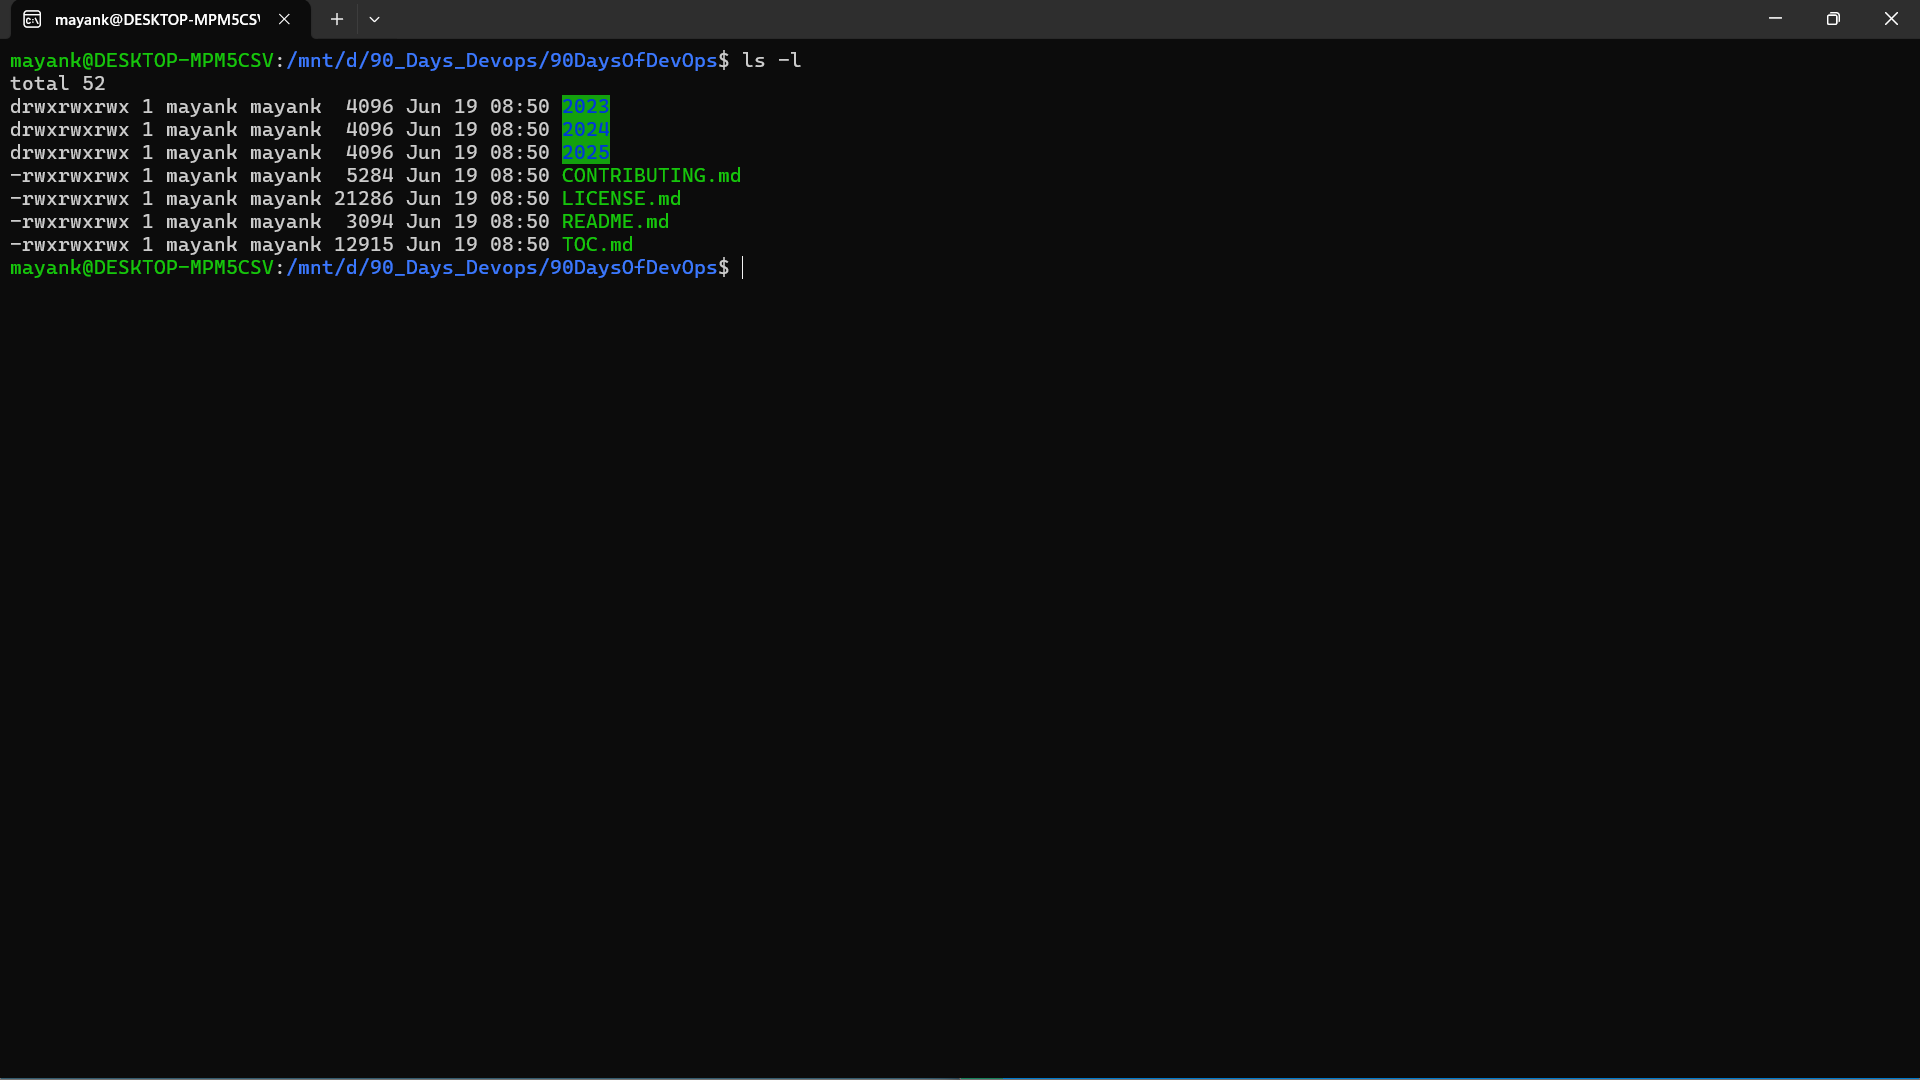 mayank@DESKTOP-MPM5CSV
mayank@DESKTOP-MPM5CSV:/mnt/d/90_Days_Devops/90DaysOfDevOps$ ls -l
total 52
drwxrwxrwx 1 mayank mayank  4096 Jun 19 08:50 2023
drwxrwxrwx 1 mayank mayank  4096 Jun 19 08:50 2024
drwxrwxrwx 1 mayank mayank  4096 Jun 19 08:50 2025
-rwxrwxrwx 1 mayank mayank  5284 Jun 19 08:50 CONTRIBUTING.md
-rwxrwxrwx 1 mayank mayank 21286 Jun 19 08:50 LICENSE.md
-rwxrwxrwx 1 mayank mayank  3094 Jun 19 08:50 README.md
-rwxrwxrwx 1 mayank mayank 12915 Jun 19 08:50 TOC.md
mayank@DESKTOP-MPM5CSV:/mnt/d/90_Days_Devops/90DaysOfDevOps$